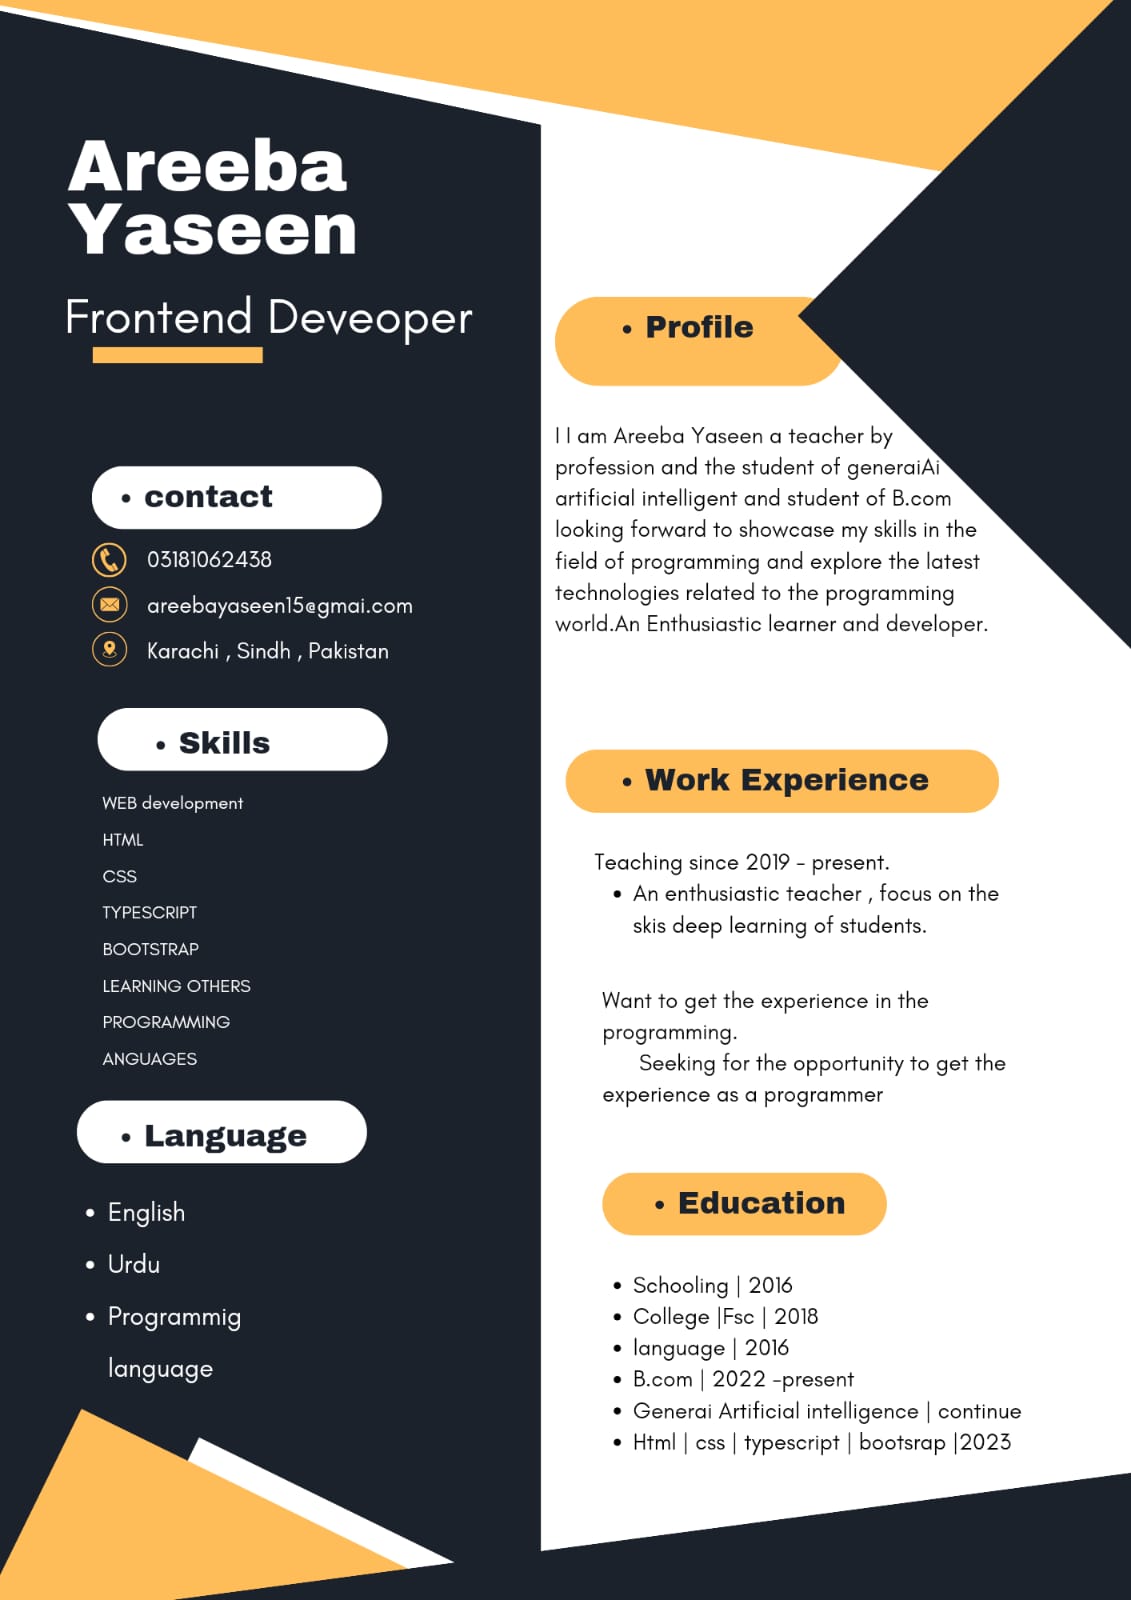 Areeba
Yaseen
Frontend Deveoper
• contact
03181062438
areebayaseen15@gmai.com
Karachi , Sindh , Pakistan
• Skills
WEB development
HTML
CSS
TYPESCRIPT
BOOTSTRAP
LEARNING OTHERS
PROGRAMMING
ANGUAGES
• Language
• English
• Urdu
• Programmig
language
• Profile
I I am Areeba Yaseen a teacher by
profession and the student of generaiAi
artificial intelligent and student of B.com
looking forward to showcase my skills in the
field of programming and explore the latest
technologies related to the programming
world.An Enthusiastic learner and developer.
• Work Experience
Teaching since 2019 - present.
• An enthusiastic teacher , focus on the
skis deep learning of students.
Want to get the experience in the
programming.
Seeking for the opportunity to get the
experience as a programmer
• Education
• Schooling | 2016
• College |Fsc | 2018
• language | 2016
• B.com | 2022 -present
• Generai Artificial intelligence | continue
• Html | css | typescript | bootsrap |2023